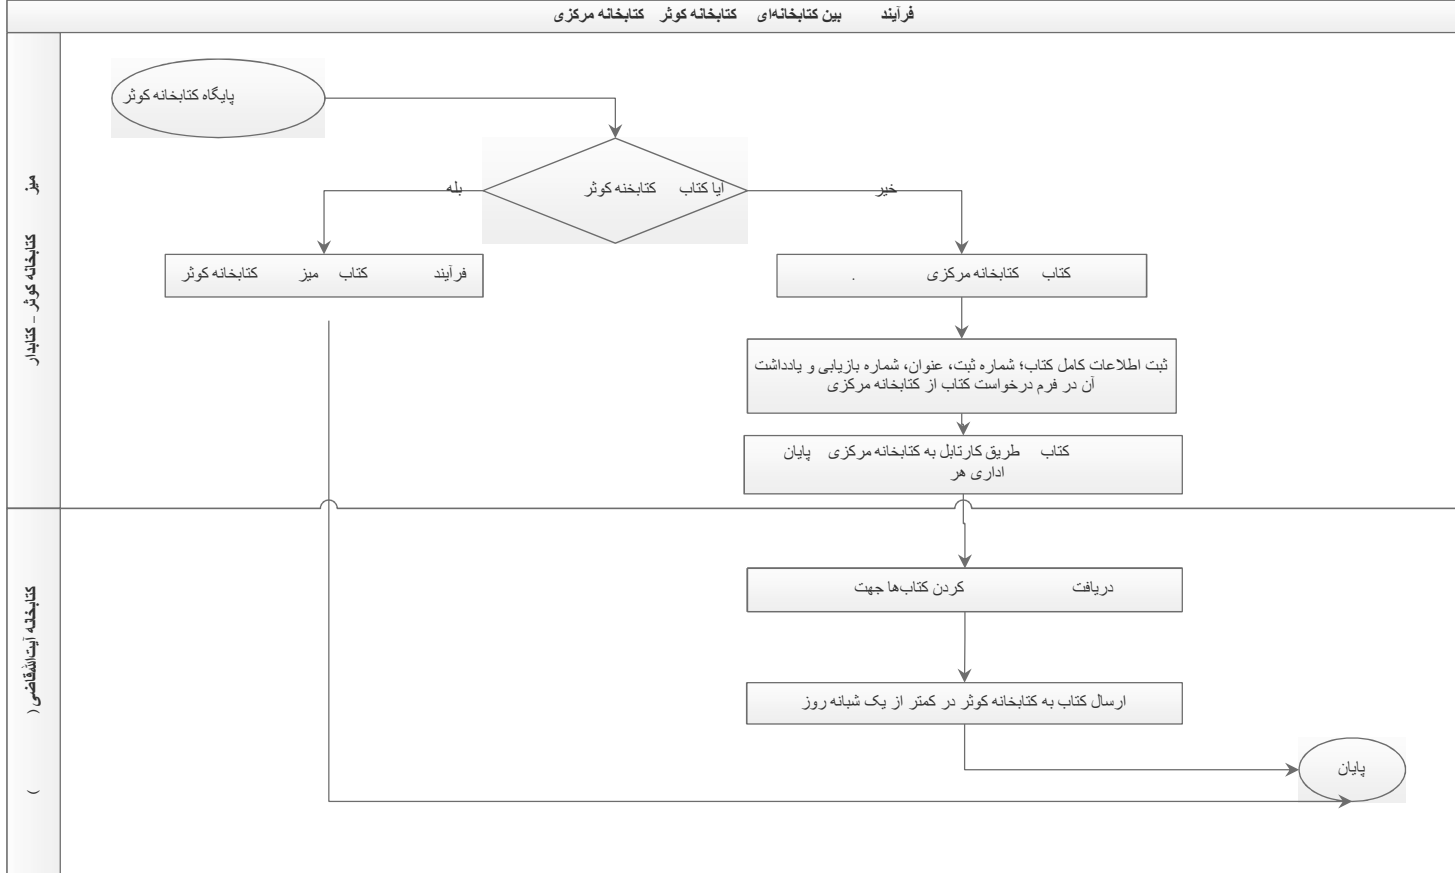 فرآیند بین کتابخانه‌ای کتابخانه کوثر کتابخانه مرکزی
میز کتابخانه کوثر – کتابدار
پایگاه کتابخانه کوثر
آیا کتاب کتابخنه کوثر
بله
خیر
فرآیند کتاب میز کتابخانه کوثر
کتاب کتابخانه مرکزی .
ثبت اطلاعات کامل کتاب؛ شماره ثبت، عنوان، شماره بازیابی و یادداشت
آن در فرم درخواست کتاب از کتابخانه مرکزی
کتاب طریق کارتابل به کتابخانه مرکزی پایان
اداری هر
کتابخانه آیت‌الله‌قاضی ( )
دریافت کردن کتاب‌ها جهت
ارسال کتاب به کتابخانه کوثر در کمتر از یک شبانه روز
پایان